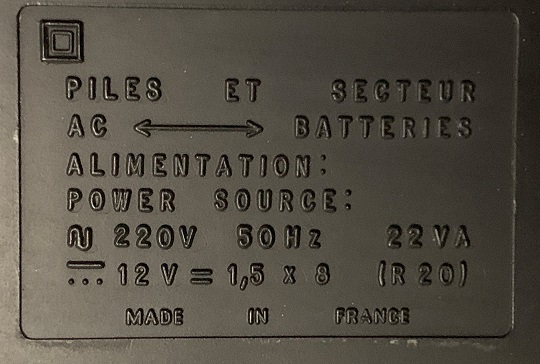 PILES ET SECTEUR
AC ⟷ BATTERIES
ALIMENTATION:
POWER SOURCE:
∿ 220V 50Hz 22VA
⎓ 12V = 1,5 x 8 (R20)
MADE IN FRANCE